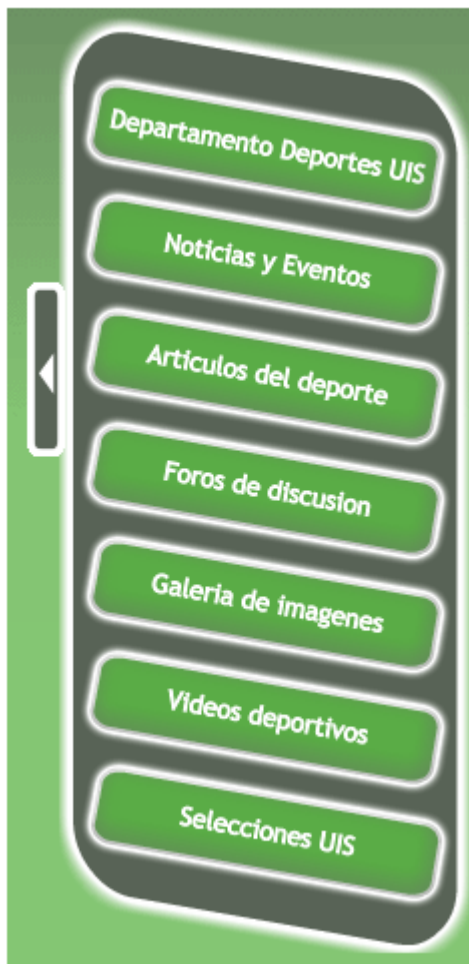 Departamento Deportes UIS
Noticias y Eventos
Articulos del deporte
Foros de discusion
Galeria de imagenes
Videos deportivos
Selecciones UIS